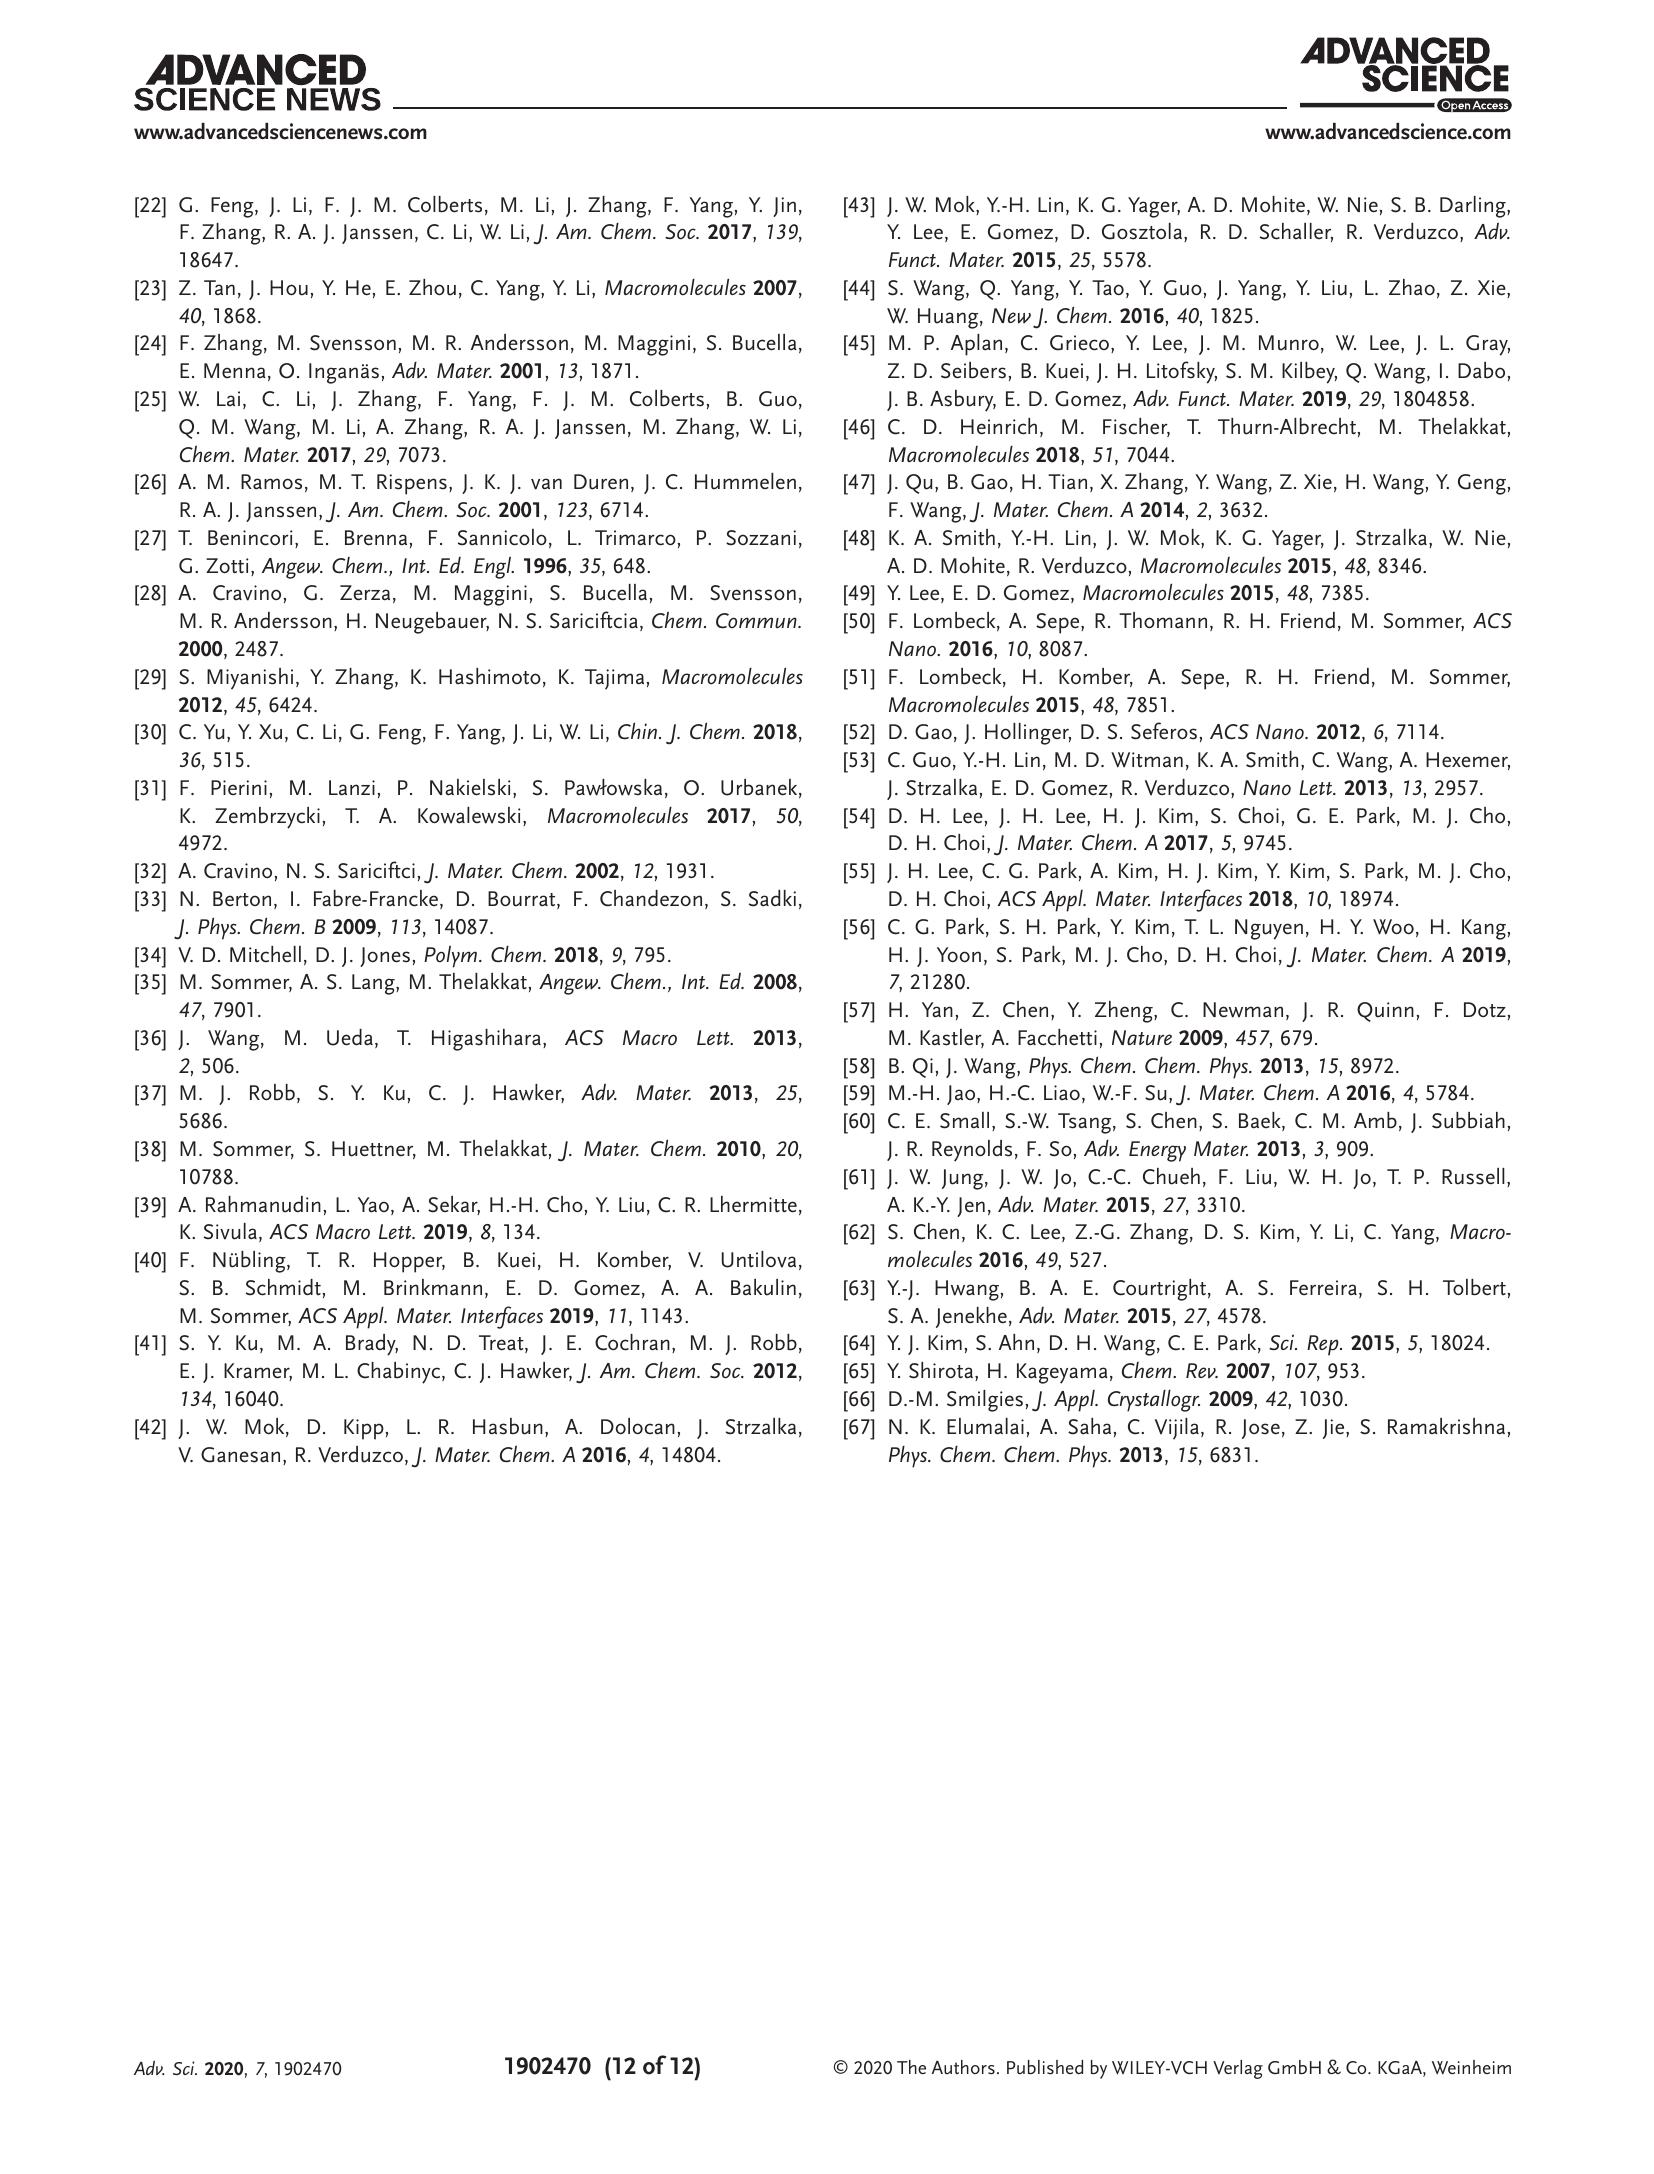 ADVANCED
SCIENCE NEWS
www.advancedsciencenews.com
ADVANCED
SCIENCE
Open Access
www.advancedscience.com
[22] G. Feng, J. Li, F. J. M. Colberts, M. Li, J. Zhang, F. Yang, Y. Jin,
F. Zhang, R. A. J. Janssen, C. Li, W. Li, J. Am. Chem. Soc. 2017, 139,
18647.
[23] Z. Tan, J. Hou, Y. He, E. Zhou, C. Yang, Y. Li, Macromolecules 2007,
40, 1868.
[24] F. Zhang, M. Svensson, M. R. Andersson, M. Maggini, S. Bucella,
E. Menna, O. Inganäs, Adv. Mater. 2001, 13, 1871.
[25] W. Lai, C. Li, J. Zhang, F. Yang, F. J. M. Colberts, B. Guo,
Q. M. Wang, M. Li, A. Zhang, R. A. J. Janssen, M. Zhang, W. Li,
Chem. Mater. 2017, 29, 7073.
[26] A. M. Ramos, M. T. Rispens, J. K. J. van Duren, J. C. Hummelen,
R. A. J. Janssen, J. Am. Chem. Soc. 2001, 123, 6714.
[27] T. Benincori, E. Brenna, F. Sannicolo, L. Trimarco, P. Sozzani,
G. Zotti, Angew. Chem., Int. Ed. Engl. 1996, 35, 648.
[28] A. Cravino, G. Zerza, M. Maggini, S. Bucella, M. Svensson,
M. R. Andersson, H. Neugebauer, N. S. Sariciftcia, Chem. Commun.
2000, 2487.
[29] S. Miyanishi, Y. Zhang, K. Hashimoto, K. Tajima, Macromolecules
2012, 45, 6424.
[30] C. Yu, Y. Xu, C. Li, G. Feng, F. Yang, J. Li, W. Li, Chin. J. Chem. 2018,
36, 515.
[31] F. Pierini, M. Lanzi, P. Nakielski, S. Pawłowska, O. Urbanek,
K. Zembrzycki, T. A. Kowalewski, Macromolecules 2017, 50,
4972.
[32] A. Cravino, N. S. Sariciftci, J. Mater. Chem. 2002, 12, 1931.
[33] N. Berton, I. Fabre-Francke, D. Bourrat, F. Chandezon, S. Sadki,
J. Phys. Chem. B 2009, 113, 14087.
[34] V. D. Mitchell, D. J. Jones, Polym. Chem. 2018, 9, 795.
[35] M. Sommer, A. S. Lang, M. Thelakkat, Angew. Chem., Int. Ed. 2008,
47, 7901.
[36] J. Wang, M. Ueda, T. Higashihara, ACS Macro Lett. 2013,
2, 506.
[37] M. J. Robb, S. Y. Ku, C. J. Hawker, Adv. Mater. 2013, 25,
5686.
[38] M. Sommer, S. Huettner, M. Thelakkat, J. Mater. Chem. 2010, 20,
10788.
[39] A. Rahmanudin, L. Yao, A. Sekar, H.-H. Cho, Y. Liu, C. R. Lhermitte,
K. Sivula, ACS Macro Lett. 2019, 8, 134.
[40] F. Nübling, T. R. Hopper, B. Kuei, H. Komber, V. Untilova,
S. B. Schmidt, M. Brinkmann, E. D. Gomez, A. A. Bakulin,
M. Sommer, ACS Appl. Mater. Interfaces 2019, 11, 1143.
[41] S. Y. Ku, M. A. Brady, N. D. Treat, J. E. Cochran, M. J. Robb,
E. J. Kramer, M. L. Chabinyc, C. J. Hawker, J. Am. Chem. Soc. 2012,
134, 16040.
[42] J. W. Mok, D. Kipp, L. R. Hasbun, A. Dolocan, J. Strzalka,
V. Ganesan, R. Verduzco, J. Mater. Chem. A 2016, 4, 14804.
[43] J. W. Mok, Y.-H. Lin, K. G. Yager, A. D. Mohite, W. Nie, S. B. Darling,
Y. Lee, E. Gomez, D. Gosztola, R. D. Schaller, R. Verduzco, Adv.
Funct. Mater. 2015, 25, 5578.
[44] S. Wang, Q. Yang, Y. Tao, Y. Guo, J. Yang, Y. Liu, L. Zhao, Z. Xie,
W. Huang, New J. Chem. 2016, 40, 1825.
[45] M. P. Aplan, C. Grieco, Y. Lee, J. M. Munro, W. Lee, J. L. Gray,
Z. D. Seibers, B. Kuei, J. H. Litofsky, S. M. Kilbey, Q. Wang, I. Dabo,
J. B. Asbury, E. D. Gomez, Adv. Funct. Mater. 2019, 29, 1804858.
[46] C. D. Heinrich, M. Fischer, T. Thurn-Albrecht, M. Thelakkat,
Macromolecules 2018, 51, 7044.
[47] J. Qu, B. Gao, H. Tian, X. Zhang, Y. Wang, Z. Xie, H. Wang, Y. Geng,
F. Wang, J. Mater. Chem. A 2014, 2, 3632.
[48] K. A. Smith, Y.-H. Lin, J. W. Mok, K. G. Yager, J. Strzalka, W. Nie,
A. D. Mohite, R. Verduzco, Macromolecules 2015, 48, 8346.
[49] Y. Lee, E. D. Gomez, Macromolecules 2015, 48, 7385.
[50] F. Lombeck, A. Sepe, R. Thomann, R. H. Friend, M. Sommer, ACS
Nano. 2016, 10, 8087.
[51] F. Lombeck, H. Komber, A. Sepe, R. H. Friend, M. Sommer,
Macromolecules 2015, 48, 7851.
[52] D. Gao, J. Hollinger, D. S. Seferos, ACS Nano. 2012, 6, 7114.
[53] C. Guo, Y.-H. Lin, M. D. Witman, K. A. Smith, C. Wang, A. Hexemer,
J. Strzalka, E. D. Gomez, R. Verduzco, Nano Lett. 2013, 13, 2957.
[54] D. H. Lee, J. H. Lee, H. J. Kim, S. Choi, G. E. Park, M. J. Cho,
D. H. Choi, J. Mater. Chem. A 2017, 5, 9745.
[55] J. H. Lee, C. G. Park, A. Kim, H. J. Kim, Y. Kim, S. Park, M. J. Cho,
D. H. Choi, ACS Appl. Mater. Interfaces 2018, 10, 18974.
[56] C. G. Park, S. H. Park, Y. Kim, T. L. Nguyen, H. Y. Woo, H. Kang,
H. J. Yoon, S. Park, M. J. Cho, D. H. Choi, J. Mater. Chem. A 2019,
7, 21280.
[57] H. Yan, Z. Chen, Y. Zheng, C. Newman, J. R. Quinn, F. Dotz,
M. Kastler, A. Facchetti, Nature 2009, 457, 679.
[58] B. Qi, J. Wang, Phys. Chem. Chem. Phys. 2013, 15, 8972.
[59] M.-H. Jao, H.-C. Liao, W.-F. Su, J. Mater. Chem. A 2016, 4, 5784.
[60] C. E. Small, S.-W. Tsang, S. Chen, S. Baek, C. M. Amb, J. Subbiah,
J. R. Reynolds, F. So, Adv. Energy Mater. 2013, 3, 909.
[61] J. W. Jung, J. W. Jo, C.-C. Chueh, F. Liu, W. H. Jo, T. P. Russell,
A. K.-Y. Jen, Adv. Mater. 2015, 27, 3310.
[62] S. Chen, K. C. Lee, Z.-G. Zhang, D. S. Kim, Y. Li, C. Yang, Macro-
molecules 2016, 49, 527.
[63] Y.-J. Hwang, B. A. E. Courtright, A. S. Ferreira, S. H. Tolbert,
S. A. Jenekhe, Adv. Mater. 2015, 27, 4578.
[64] Y. J. Kim, S. Ahn, D. H. Wang, C. E. Park, Sci. Rep. 2015, 5, 18024.
[65] Y. Shirota, H. Kageyama, Chem. Rev. 2007, 107, 953.
[66] D.-M. Smilgies, J. Appl. Crystallogr. 2009, 42, 1030.
[67] N. K. Elumalai, A. Saha, C. Vijila, R. Jose, Z. Jie, S. Ramakrishna,
Phys. Chem. Chem. Phys. 2013, 15, 6831.
Adv. Sci. 2020, 7, 1902470
1902470 (12 of 12)
© 2020 The Authors. Published by WILEY-VCH Verlag GmbH & Co. KGaA, Weinheim